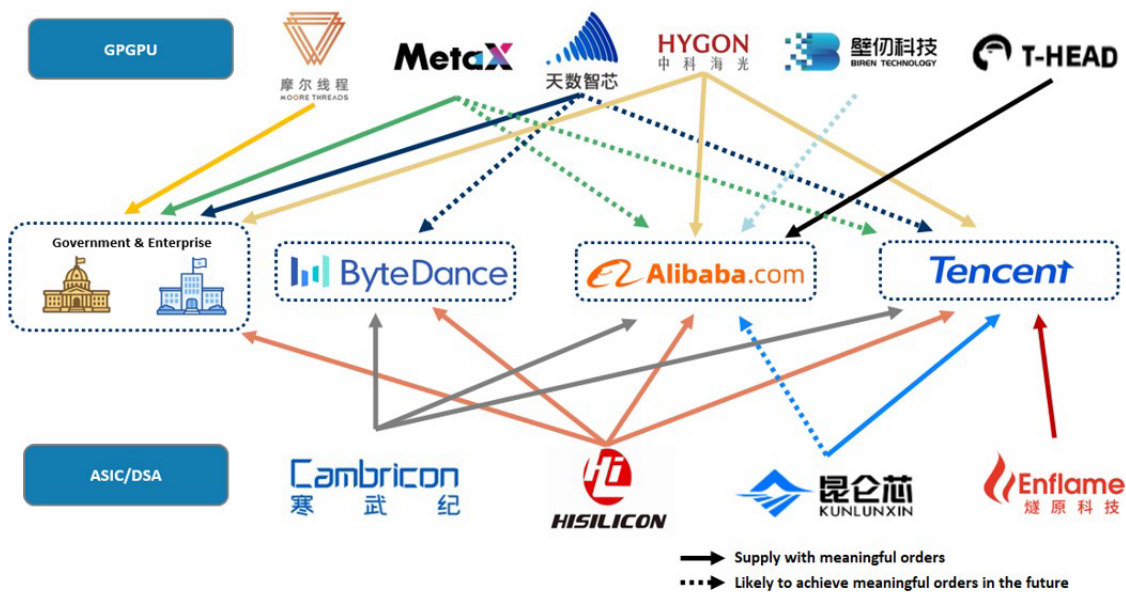 GPGPU
摩尔线程
MOORE THREADS
MetaX
天数智芯
HYGON
中科海光
壁仞科技
BIREN TECHNOLOGY
T-HEAD
Government & Enterprise
ByteDance
Alibaba.com
Tencent
ASIC/DSA
Cambricon
寒武纪
Hi
HISILICON
昆仑芯
KUNLUNXIN
Enflame
燧原科技
Supply with meaningful orders
Likely to achieve meaningful orders in the future